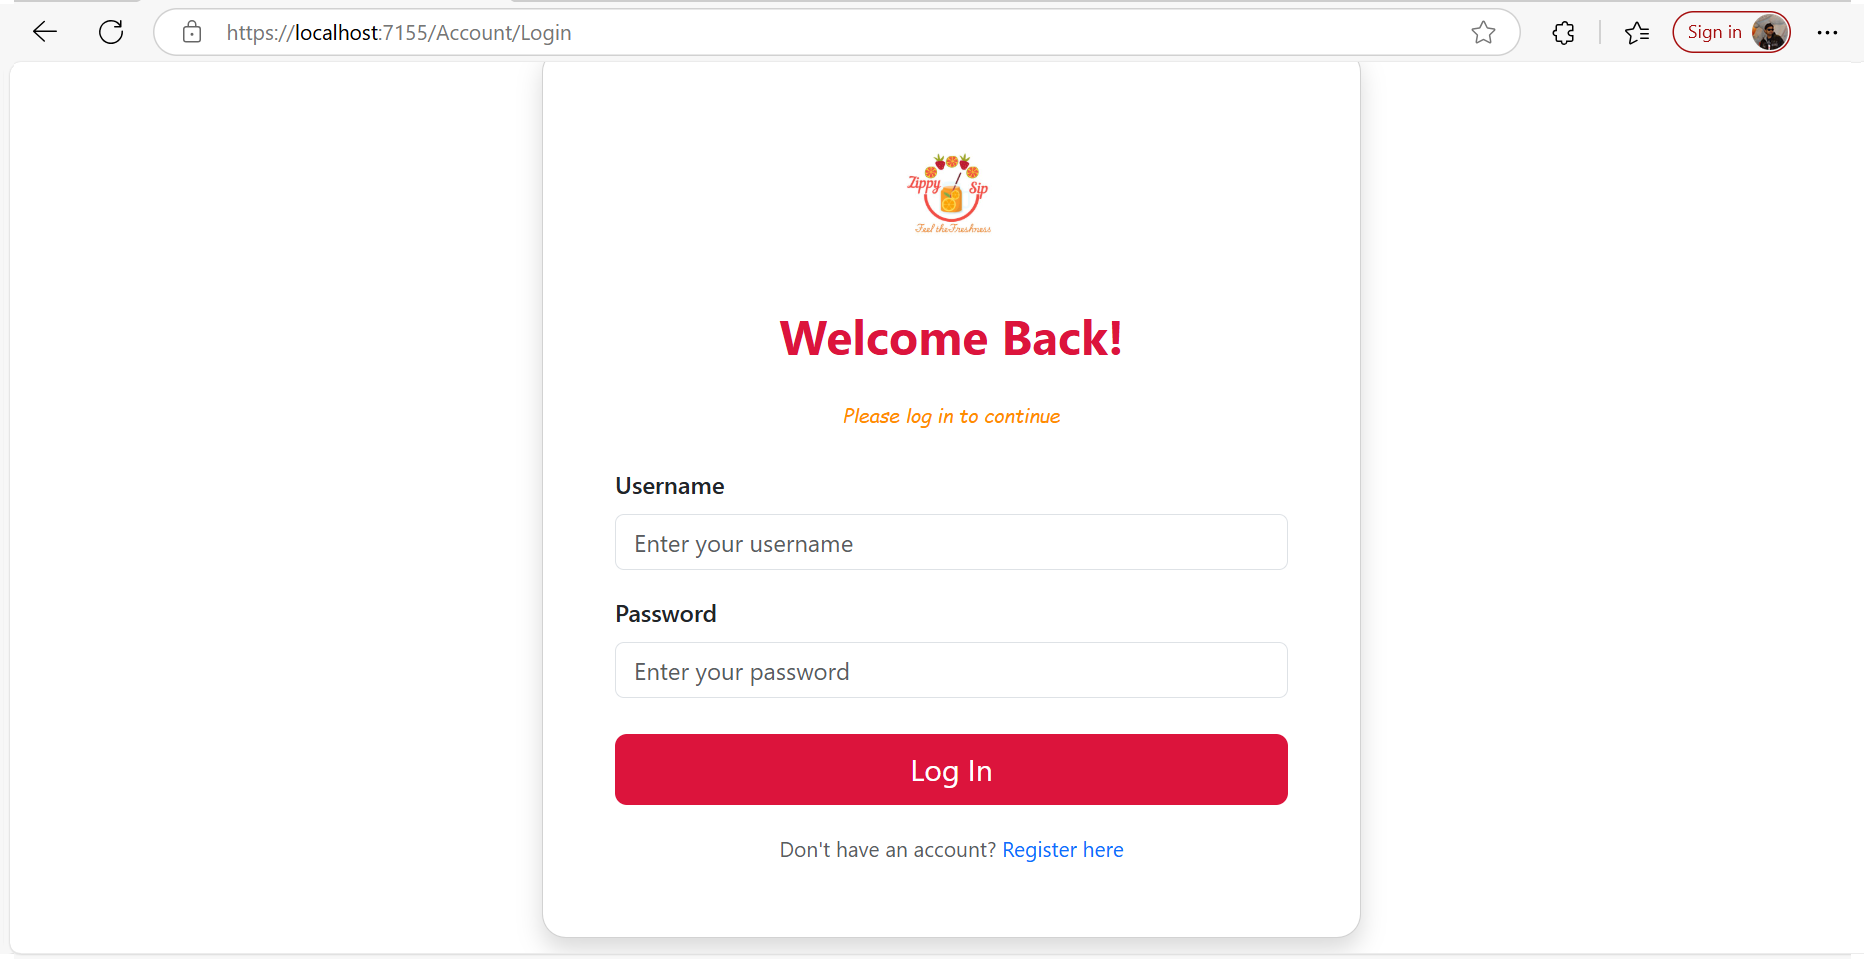 https://localhost:7155/Account/Login
Sign in
Zippy Sip
Feel the Freshness
Welcome Back!
Please log in to continue
Username
Enter your username
Password
Enter your password
Log In
Don't have an account? Register here